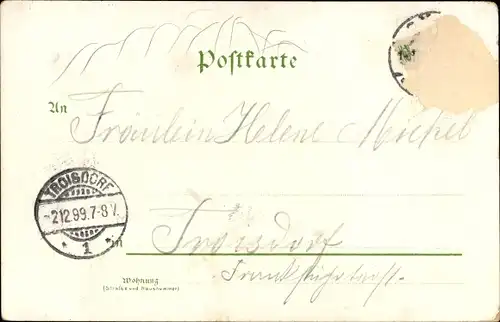 Postkarte
An
Fräulein Helene Michel
TROISDORF
2 12 99. 7-8 V.
* 1 *
in
Troisdorf
Wohnung
(Straße und Hausnummer)